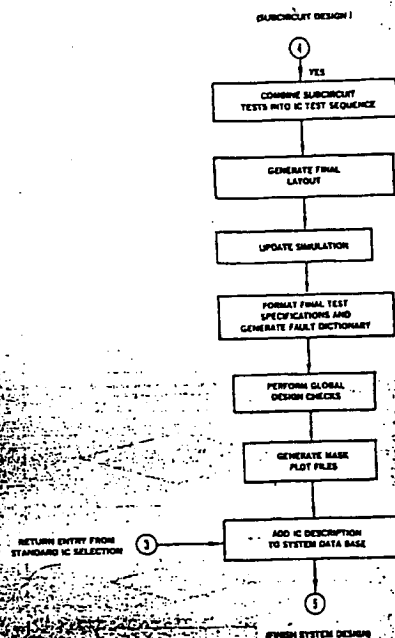 (SUBCIRCUIT DESIGN)
4
YES
COMBINE SUBCIRCUIT
TESTS INTO IC TEST SEQUENCE
GENERATE FINAL
LAYOUT
UPDATE SIMULATION
FORMAT FINAL TEST
SPECIFICATIONS AND
GENERATE FAULT DICTIONARY
PERFORM GLOBAL
DESIGN CHECKS
GENERATE MASK
PLOT FILES
RETURN ENTRY FROM
STANDARD IC SELECTION
3
ADD IC DESCRIPTION
TO SYSTEM DATA BASE
5
(FINISH SYSTEM DESIGN)